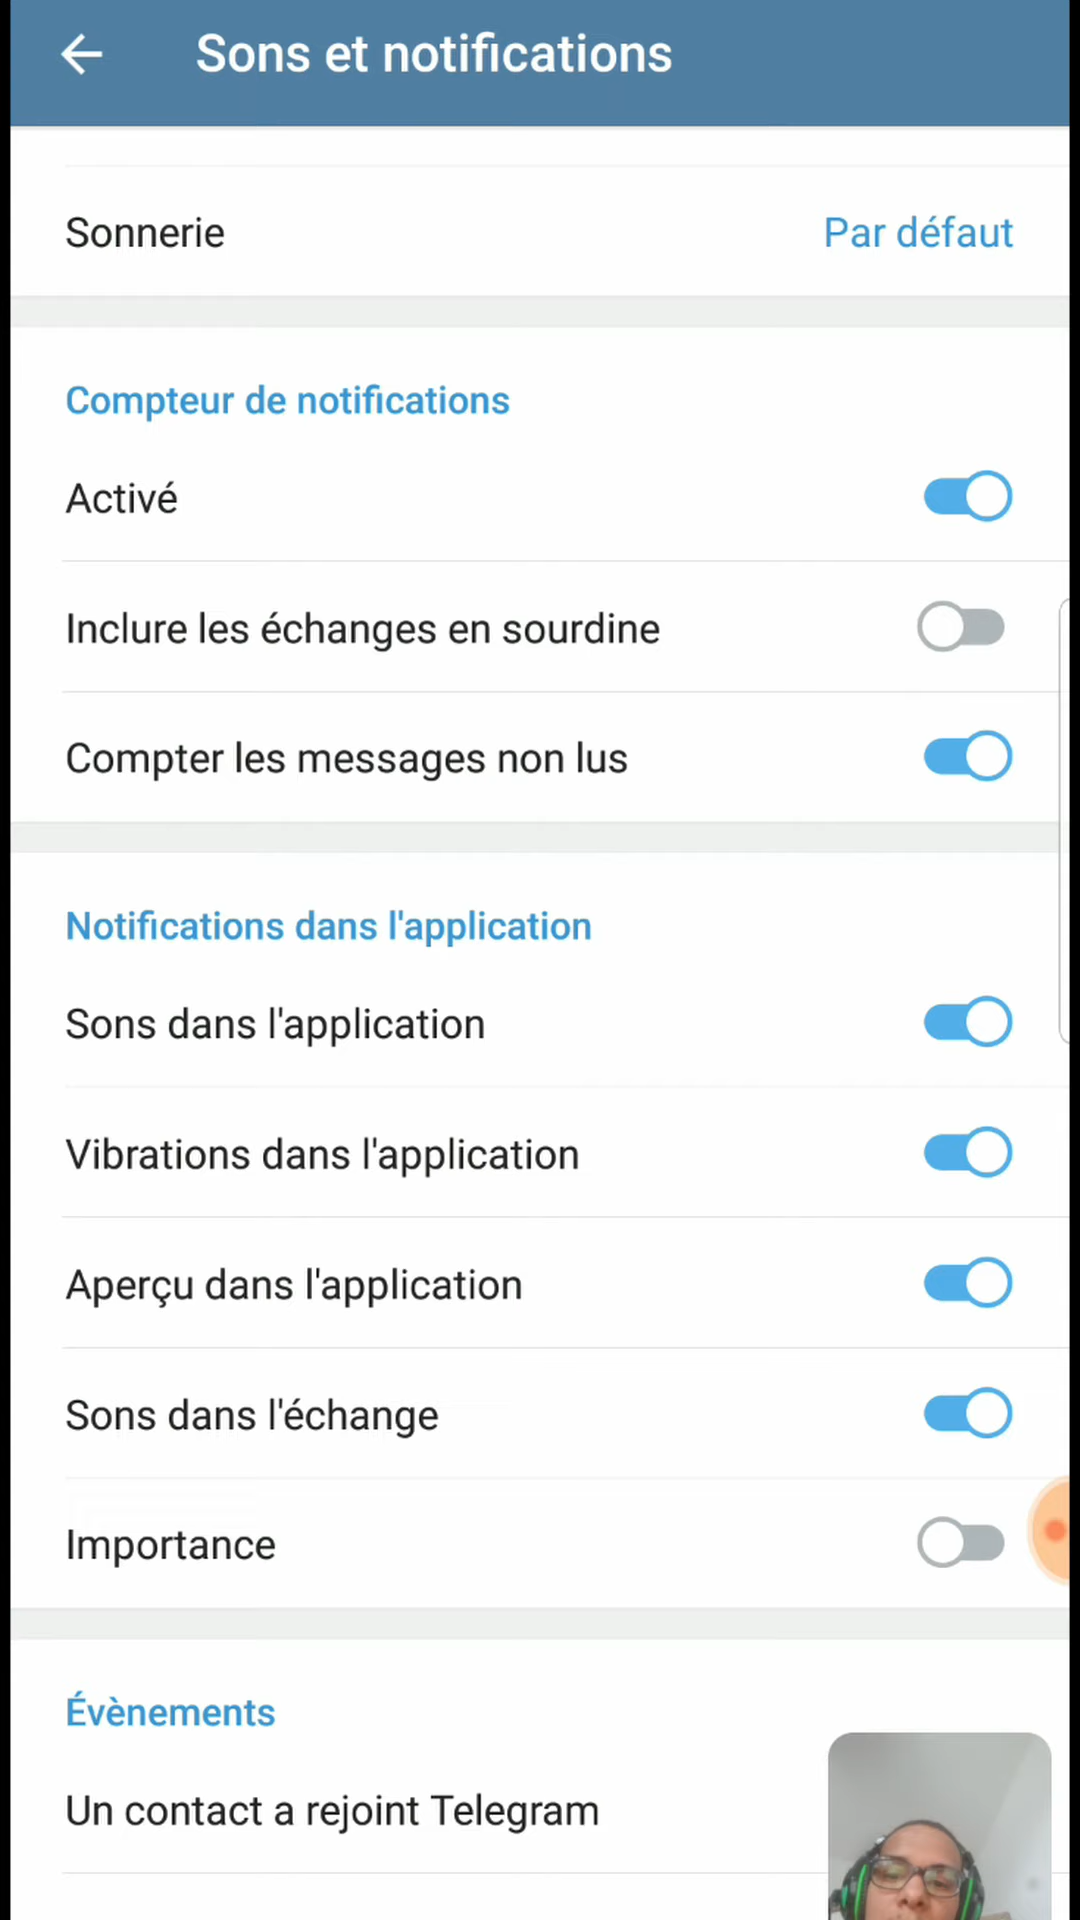 Sons et notifications
Sonnerie Par défaut
Compteur de notifications
Activé
Inclure les échanges en sourdine
Compter les messages non lus
Notifications dans l'application
Sons dans l'application
Vibrations dans l'application
Aperçu dans l'application
Sons dans l'échange
Importance
Évènements
Un contact a rejoint Telegram